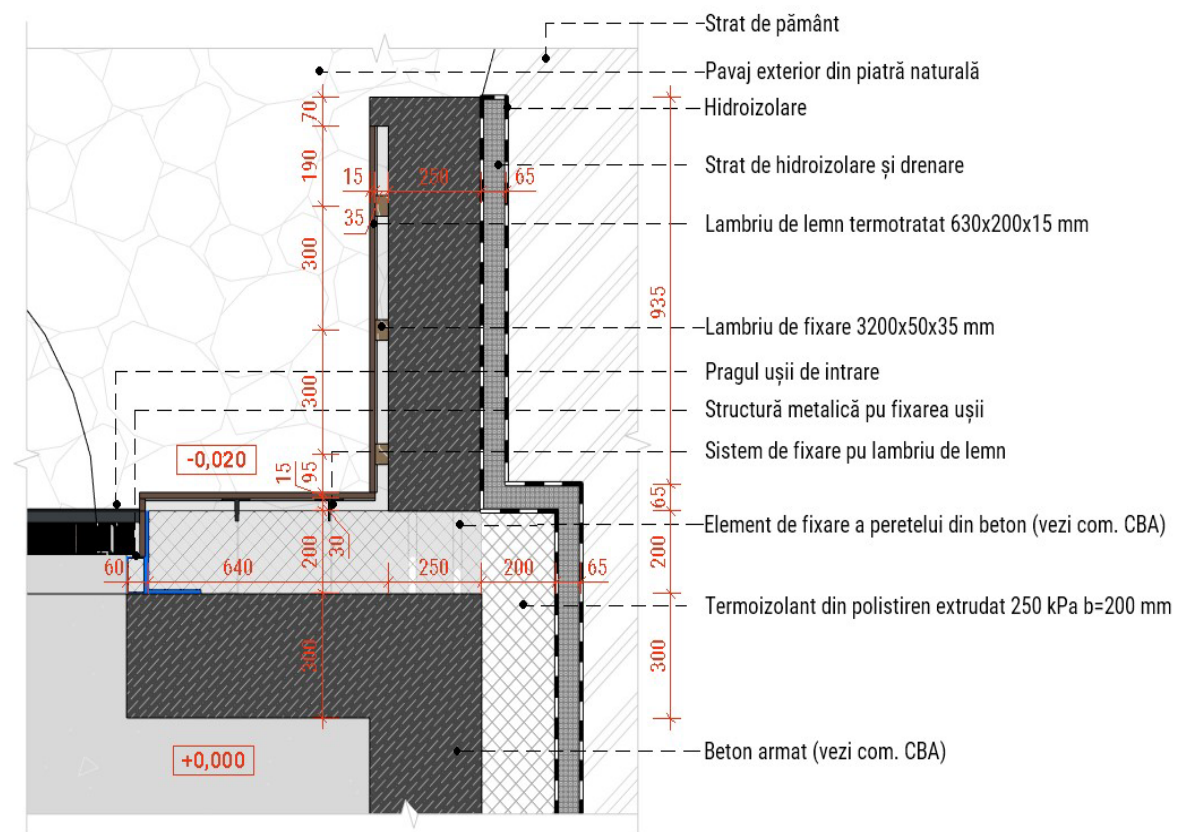 Strat de pământ
Pavaj exterior din piatră naturală
Hidroizolare
Strat de hidroizolare și drenare
Lambriu de lemn termotratat 630x200x15 mm
Lambriu de fixare 3200x50x35 mm
Pragul ușii de intrare
Structură metalică pu fixarea ușii
Sistem de fixare pu lambriu de lemn
Element de fixare a peretelui din beton (vezi com. CBA)
Termoizolant din polistiren extrudat 250 kPa b=200 mm
Beton armat (vezi com. CBA)
70
190
15 250 65
35
300
300
935
-0,020
15
95
65
200
30
200
60 640 250 200 65
300
300
+0,000